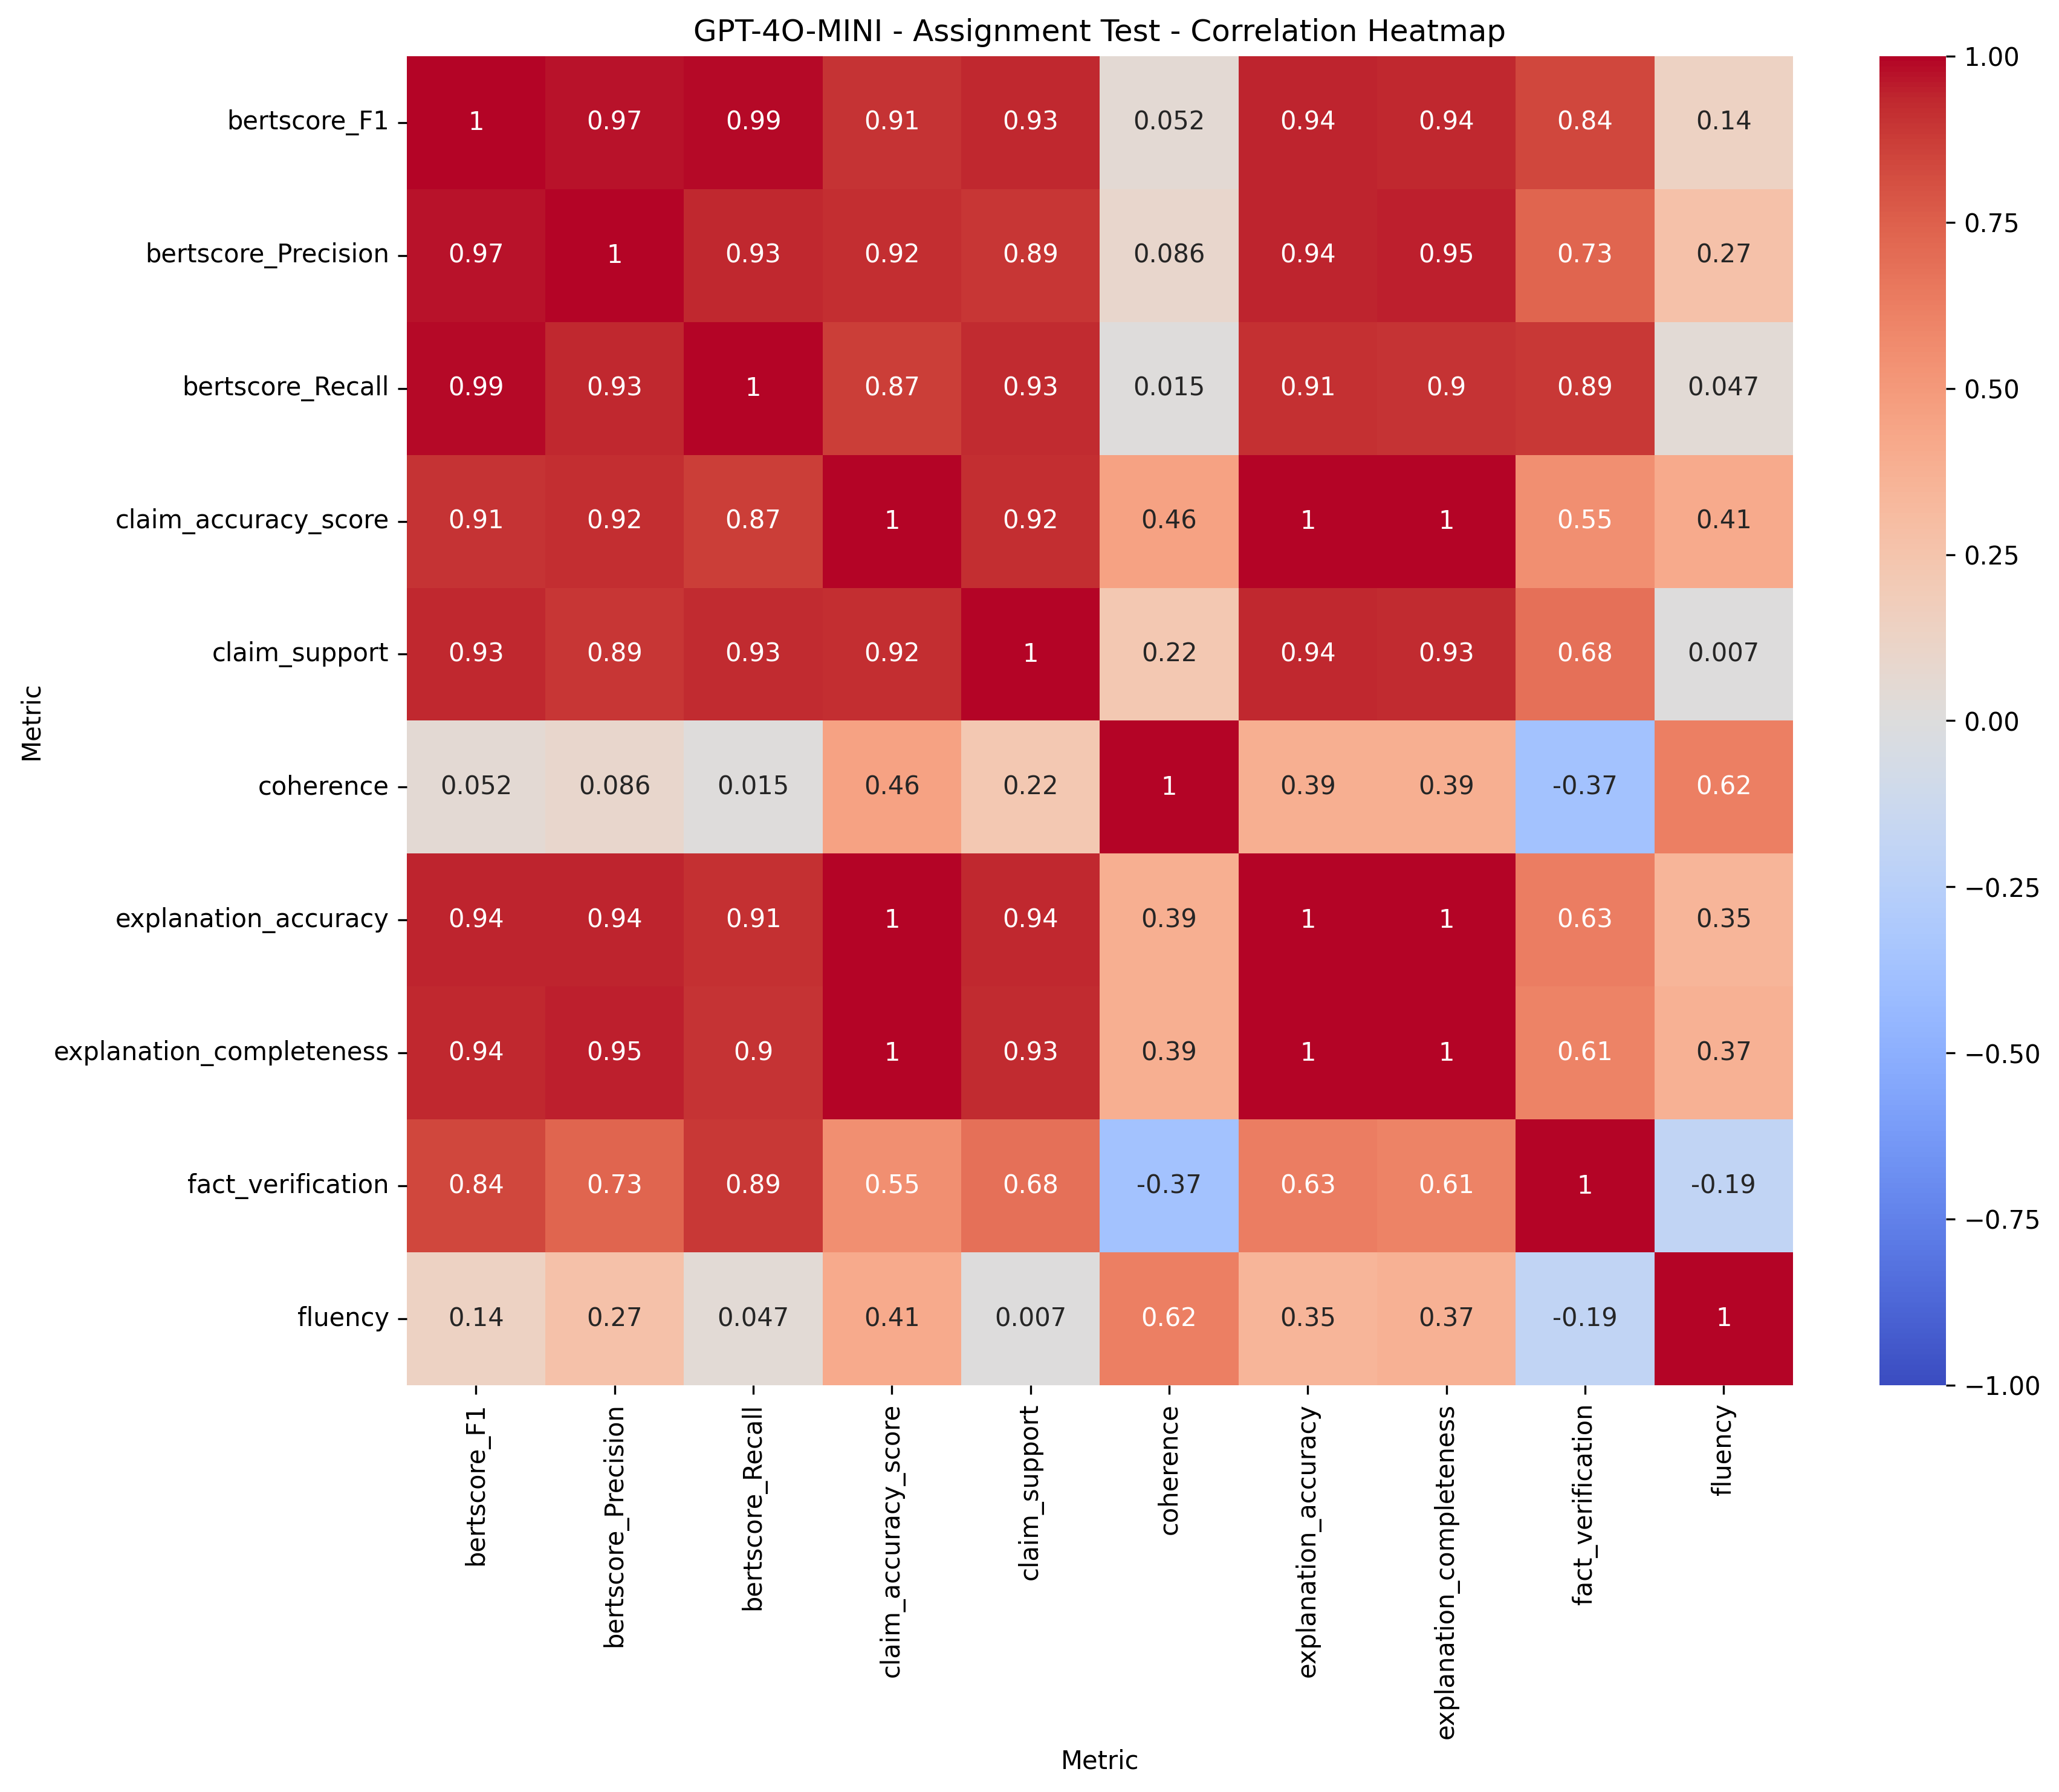 GPT-4O-MINI - Assignment Test - Correlation Heatmap
bertscore_F1 1 0.97 0.99 0.91 0.93 0.052 0.94 0.94 0.84 0.14
bertscore_Precision 0.97 1 0.93 0.92 0.89 0.086 0.94 0.95 0.73 0.27
bertscore_Recall 0.99 0.93 1 0.87 0.93 0.015 0.91 0.9 0.89 0.047
claim_accuracy_score 0.91 0.92 0.87 1 0.92 0.46 1 1 0.55 0.41
claim_support 0.93 0.89 0.93 0.92 1 0.22 0.94 0.93 0.68 0.007
coherence 0.052 0.086 0.015 0.46 0.22 1 0.39 0.39 -0.37 0.62
explanation_accuracy 0.94 0.94 0.91 1 0.94 0.39 1 1 0.63 0.35
explanation_completeness 0.94 0.95 0.9 1 0.93 0.39 1 1 0.61 0.37
fact_verification 0.84 0.73 0.89 0.55 0.68 -0.37 0.63 0.61 1 -0.19
fluency 0.14 0.27 0.047 0.41 0.007 0.62 0.35 0.37 -0.19 1
Metric
bertscore_F1
bertscore_Precision
bertscore_Recall
claim_accuracy_score
claim_support
coherence
explanation_accuracy
explanation_completeness
fact_verification
fluency
Metric
1.00
0.75
0.50
0.25
0.00
−0.25
−0.50
−0.75
−1.00